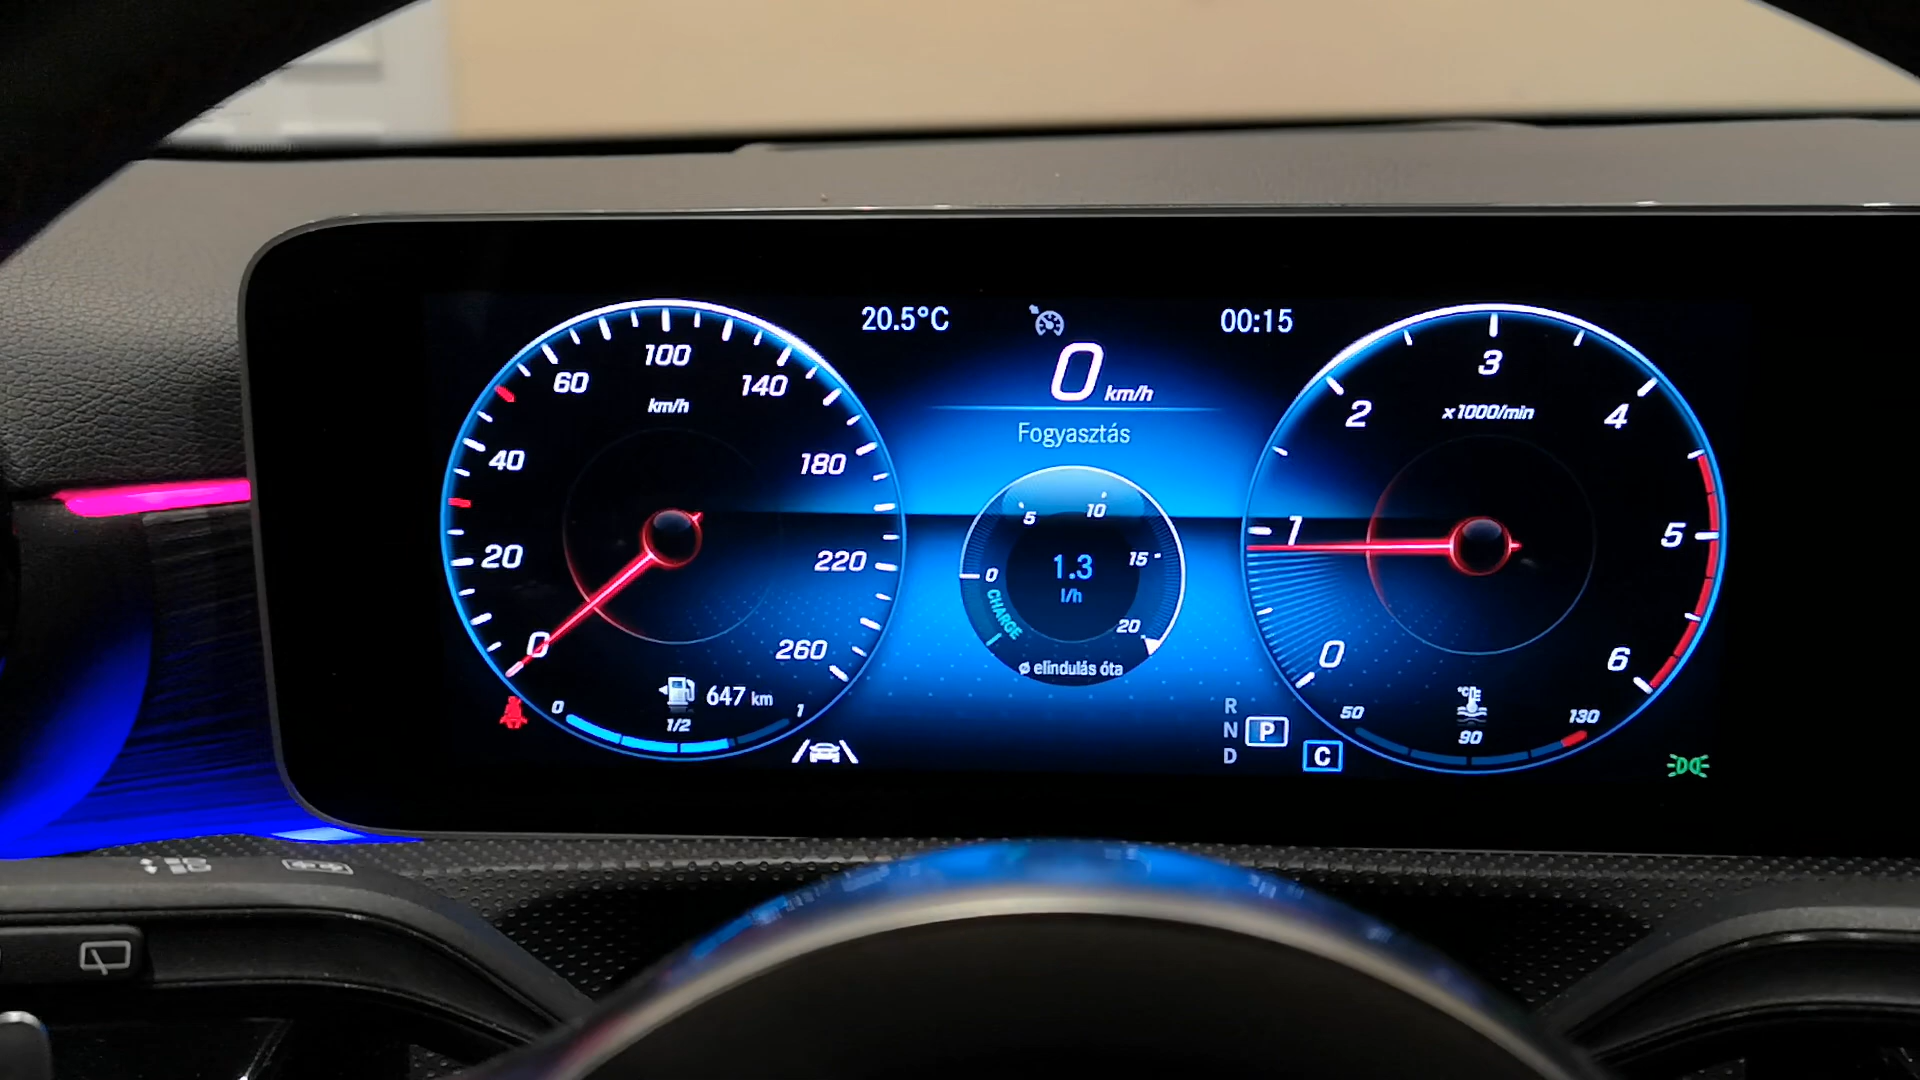 20.5°C
00:15
0 km/h
Fogyasztás
0
5
10
15
20
CHARGE
1.3
l/h
ø elindulás óta
0
20
40
60
100
140
180
220
260
km/h
647 km
0
1/2
1
0
1
2
3
4
5
6
x1000/min
°C
50
90
130
R
N
P
D
C